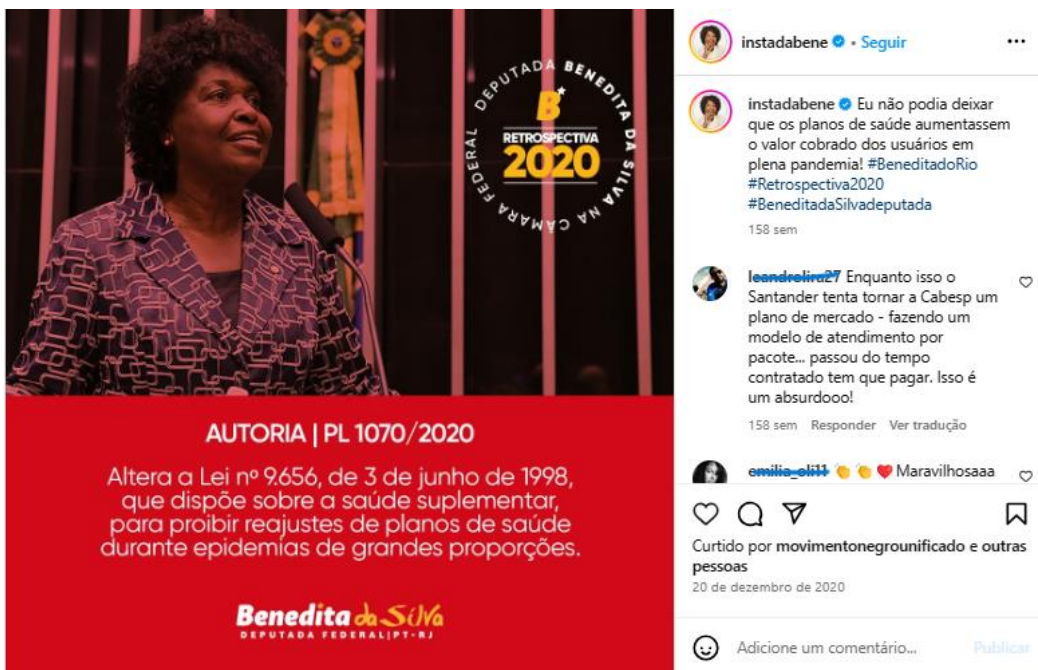 DEPUTADA BENEDITA DA SILVA NA CÂMARA FEDERAL
B
RETROSPECTIVA
2020
AUTORIA | PL 1070/2020
Altera a Lei nº 9.656, de 3 de junho de 1998,
que dispõe sobre a saúde suplementar,
para proibir reajustes de planos de saúde
durante epidemias de grandes proporções.
Benedita da Silva
DEPUTADA FEDERAL|PT-RJ
instadabene • Seguir
instadabene Eu não podia deixar
que os planos de saúde aumentassem
o valor cobrado dos usuários em
plena pandemia! #BeneditadoRio
#Retrospectiva2020
#BeneditadaSilvadeputada
158 sem
leandrolira27 Enquanto isso o
Santander tenta tornar a Cabesp um
plano de mercado - fazendo um
modelo de atendimento por
pacote... passou do tempo
contratado tem que pagar. Isso é
um absurdooo!
158 sem Responder Ver tradução
emilia_oli11 👏 👏 ❤️ Maravilhosaaa
Curtido por movimentonegrounificado e outras
pessoas
20 de dezembro de 2020
Adicione um comentário... Publicar